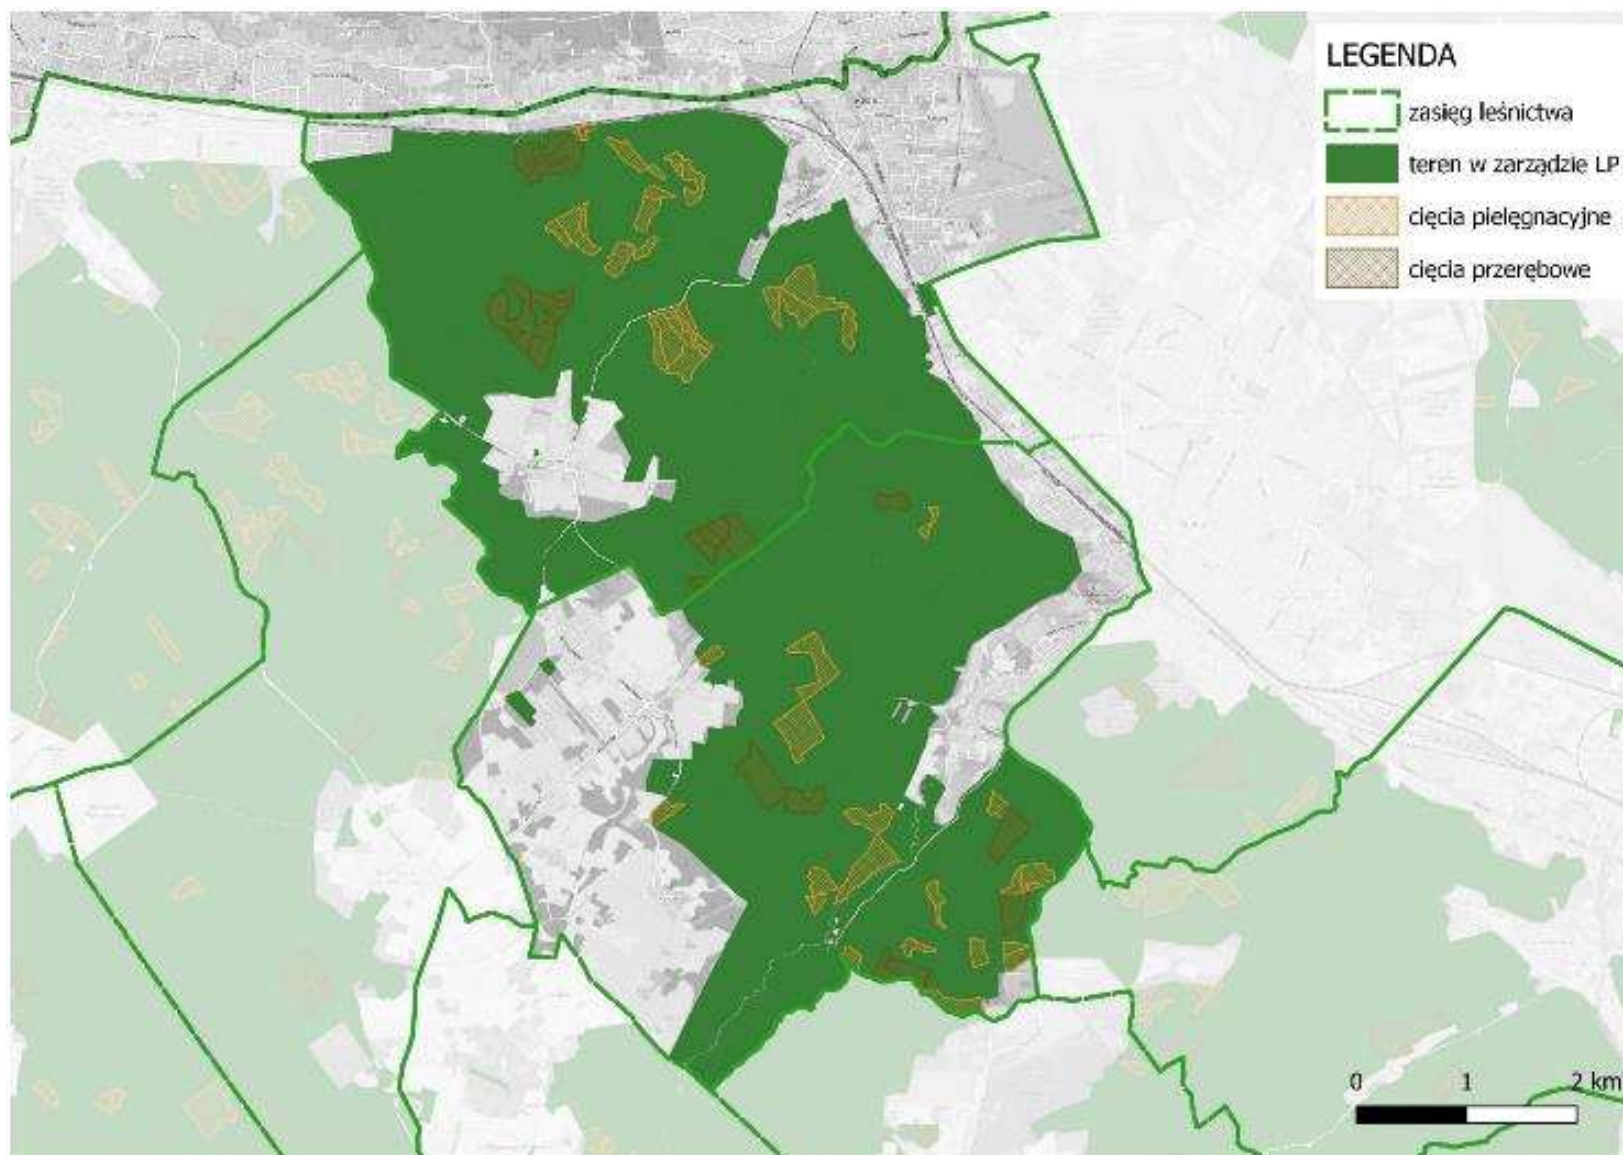 LEGENDA
zasięg leśnictwa
teren w zarządzie LP
cięcia pielęgnacyjne
cięcia przerębowe
0 1 2 km